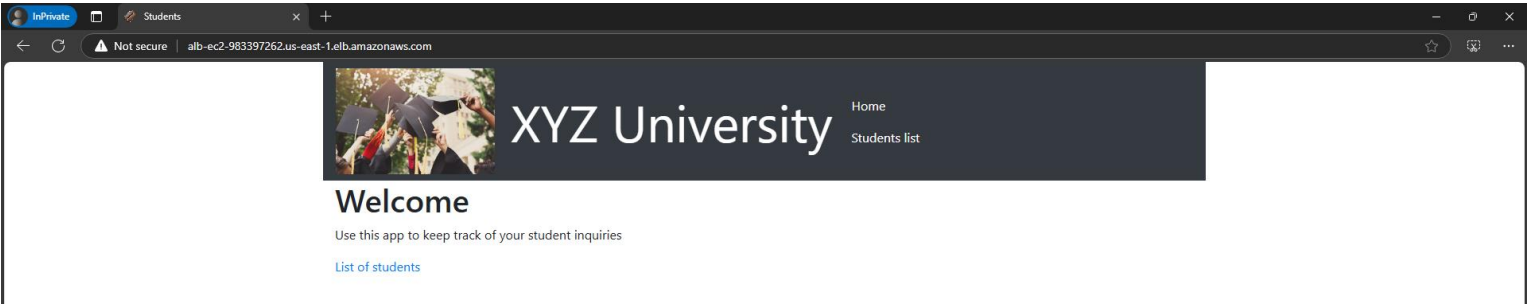 InPrivate
Students
Not secure
alb-ec2-983397262.us-east-1.elb.amazonaws.com
XYZ University
Home
Students list
Welcome
Use this app to keep track of your student inquiries
List of students